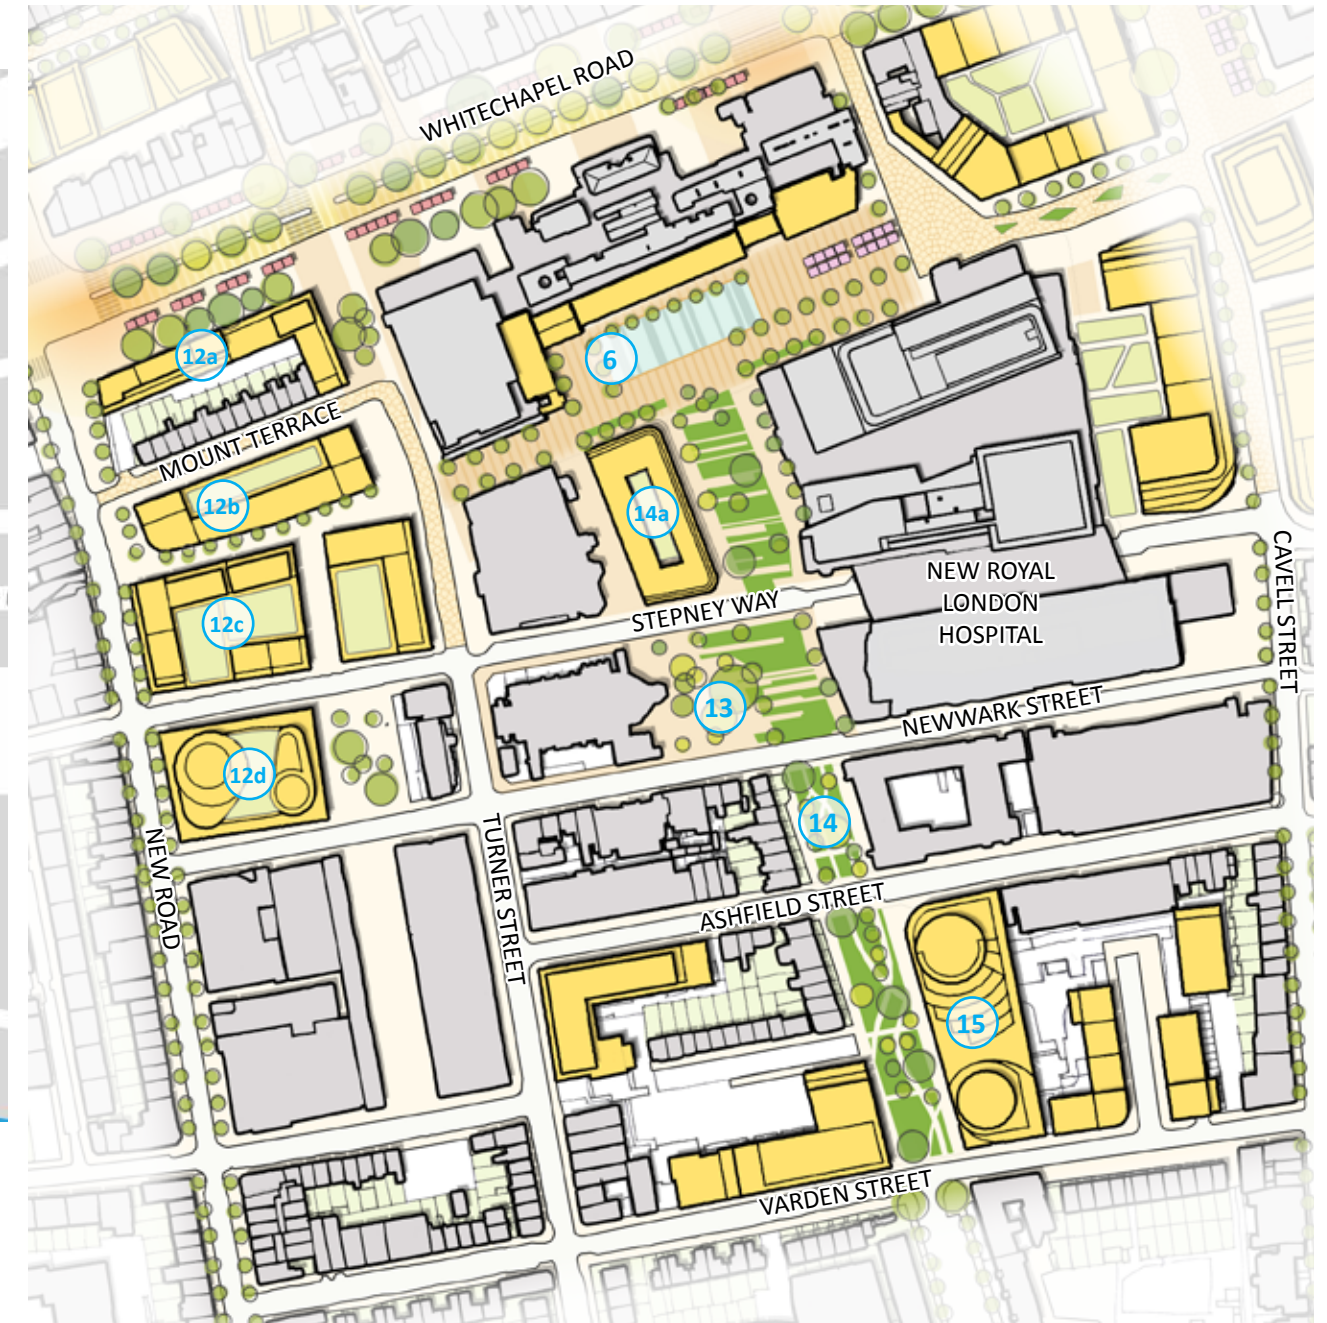 WHITECHAPEL ROAD
12a
6
MOUNT TERRACE
12b
14a
CAVELL STREET
NEW ROYAL
LONDON
HOSPITAL
STEPNEY WAY
12c
13
NEWWARK STREET
12d
14
NEW ROAD
TURNER STREET
ASHFIELD STREET
15
VARDEN STREET